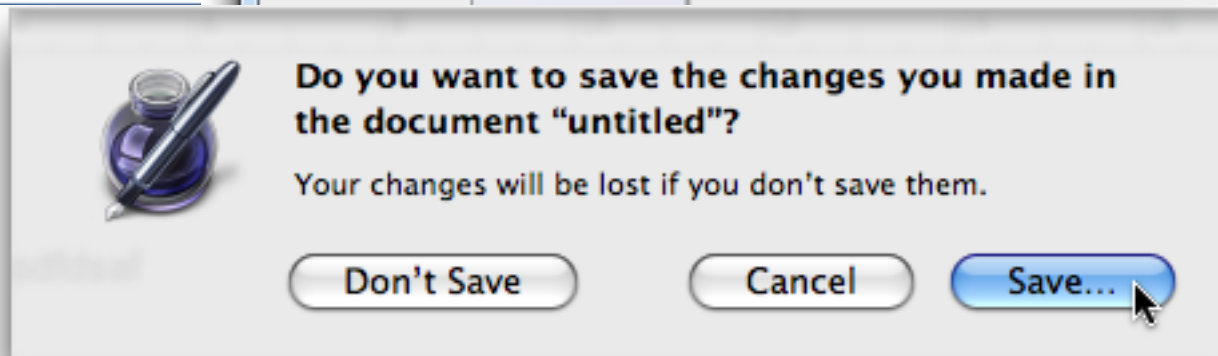 Do you want to save the changes you made in
the document “untitled”?
Your changes will be lost if you don’t save them.
Don't Save Cancel Save...